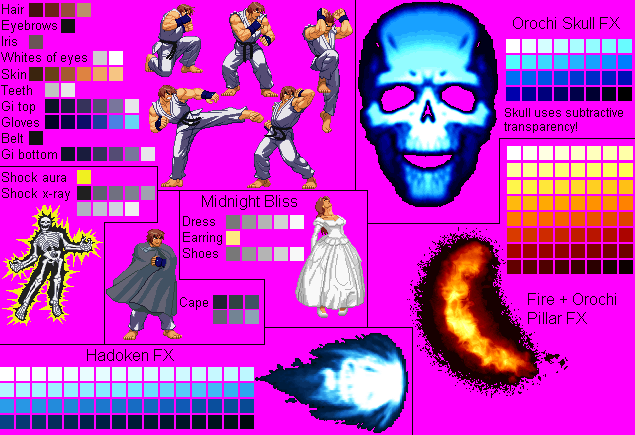 Hair
Eyebrows
Iris
Whites of eyes
Skin
Teeth
Gi top
Gloves
Belt
Gi bottom
Shock aura
Shock x-ray
Midnight Bliss
Dress
Earring
Shoes
Cape
Orochi Skull FX
Skull uses subtractive
transparency!
Fire + Orochi
Pillar FX
Hadoken FX